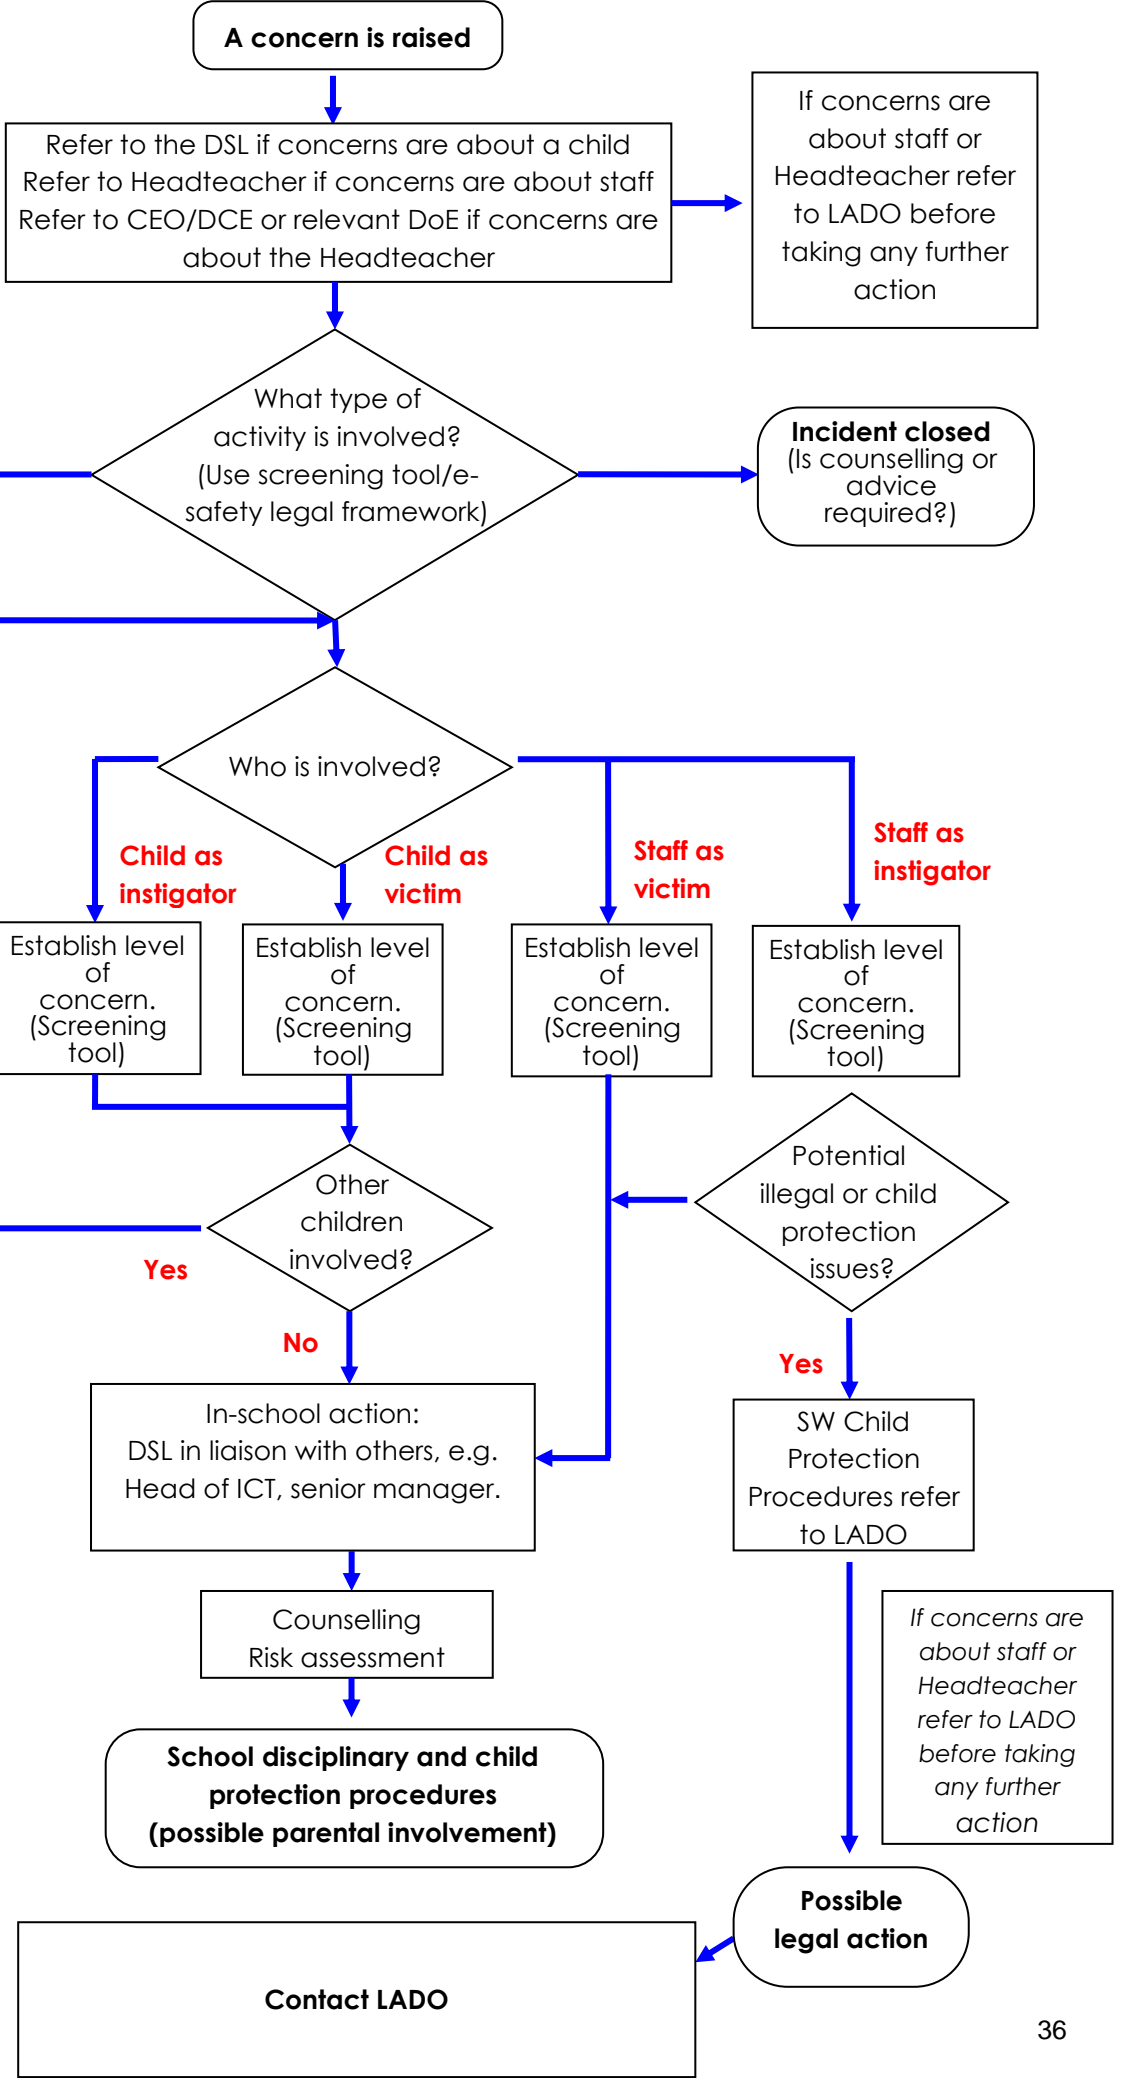 A concern is raised
Refer to the DSL if concerns are about a child
Refer to Headteacher if concerns are about staff
Refer to CEO/DCE or relevant DoE if concerns are
about the Headteacher
If concerns are
about staff or
Headteacher refer
to LADO before
taking any further
action
What type of
activity is involved?
(Use screening tool/e-
safety legal framework)
Incident closed
(Is counselling or
advice
required?)
Who is involved?
Child as
instigator
Child as
victim
Staff as
victim
Staff as
instigator
Establish level
of
concern.
(Screening
tool)
Establish level
of
concern.
(Screening
tool)
Establish level
of
concern.
(Screening
tool)
Establish level
of
concern.
(Screening
tool)
Other
children
involved?
Potential
illegal or child
protection
issues?
Yes
No
Yes
In-school action:
DSL in liaison with others, e.g.
Head of ICT, senior manager.
SW Child
Protection
Procedures refer
to LADO
Counselling
Risk assessment
If concerns are
about staff or
Headteacher
refer to LADO
before taking
any further
action
School disciplinary and child
protection procedures
(possible parental involvement)
Possible
legal action
Contact LADO
36